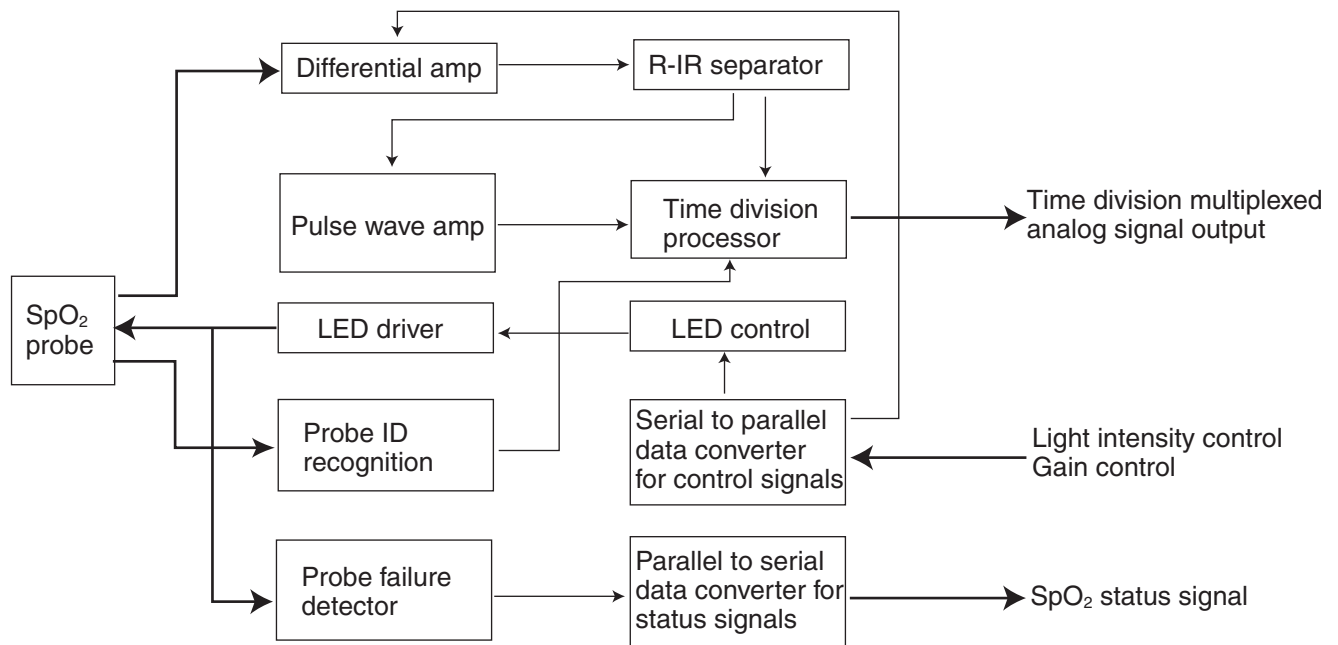 Differential amp
R-IR separator
Pulse wave amp
Time division
processor
Time division multiplexed
analog signal output
SpO₂
probe
LED driver
LED control
Probe ID
recognition
Serial to parallel
data converter
for control signals
Light intensity control
Gain control
Probe failure
detector
Parallel to serial
data converter for
status signals
SpO₂ status signal